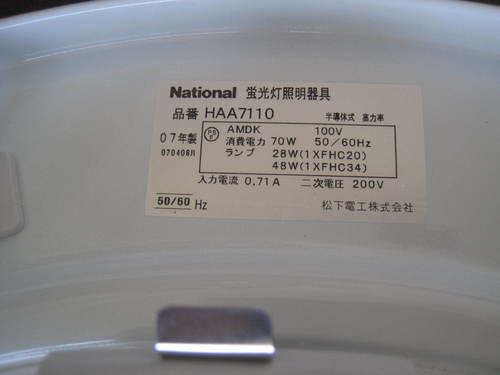 National 蛍光灯照明器具
品番 HAA7110 半導体式 高力率
07年製 AMDK 100V
消費電力 70W 50/60Hz
070408 ランプ 28W(1XFHC20)
48W(1XFHC34)
入力電流 0.71A 二次電圧 200V
50/60 Hz 松下電工株式会社